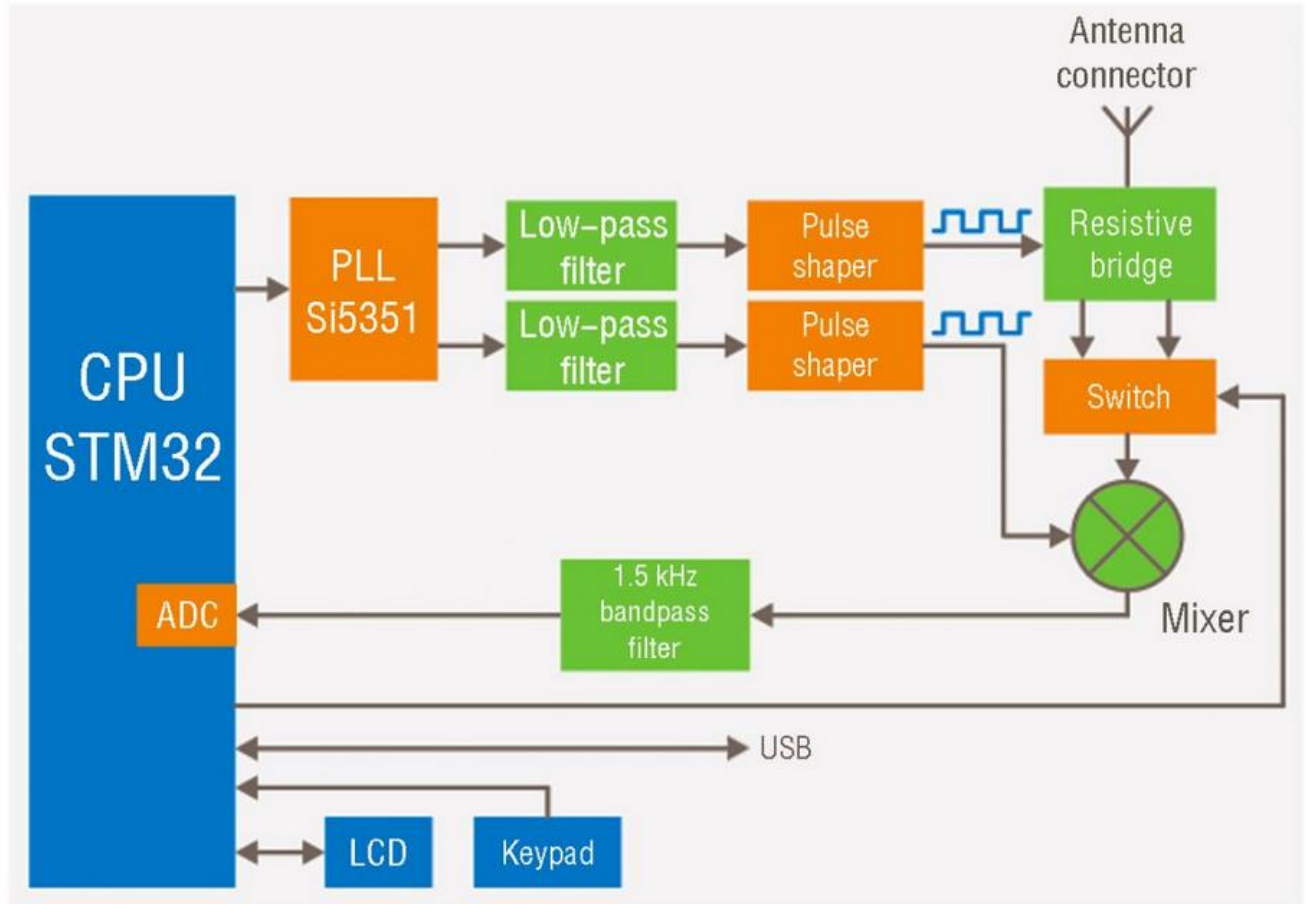 Antenna
connector
CPU
STM32
PLL
Si5351
Low-pass
filter
Pulse
shaper
Resistive
bridge
Low-pass
filter
Pulse
shaper
Switch
Mixer
ADC
1.5 kHz
bandpass
filter
USB
LCD
Keypad